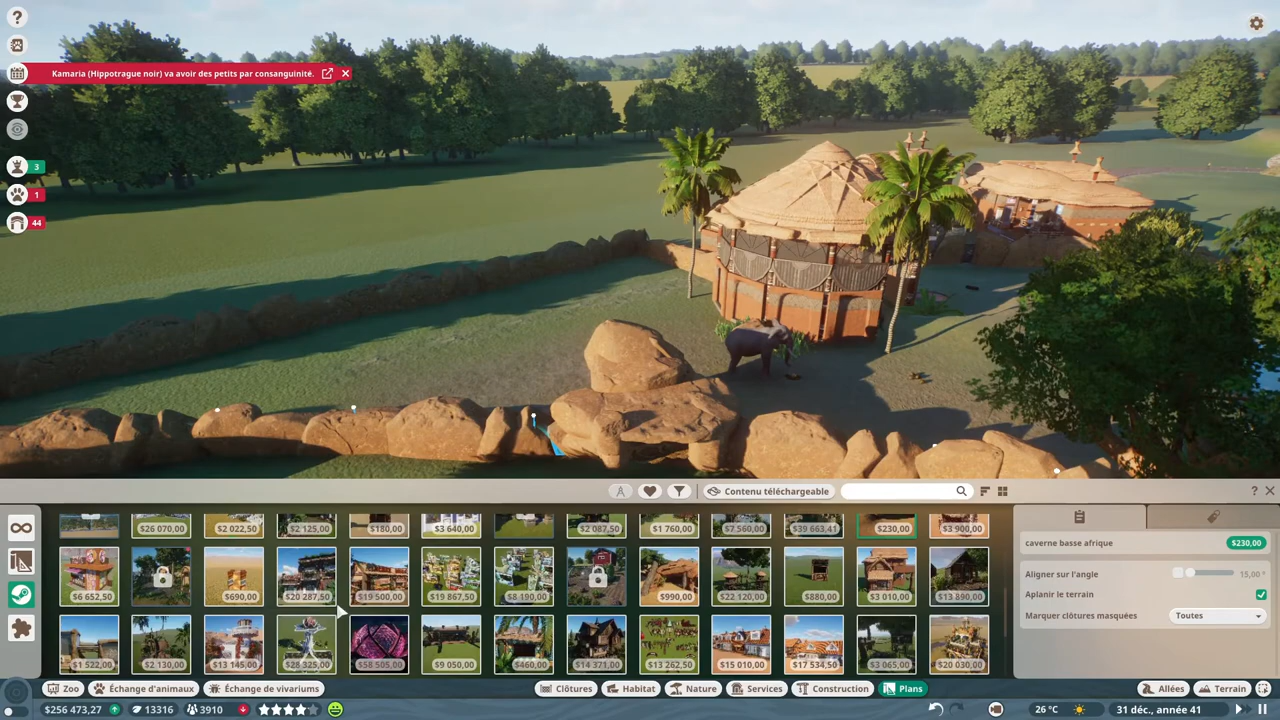 ?
Kamaria (Hippotrague noir) va avoir des petits par consanguinité.
3
1
44
Contenu téléchargeable
? ×
$26 070,00 $2 022,50 $2 125,00 $180,00 $3 640,00 $2 087,50 $1 760,00 $7 560,00 $39 663,41 $230,00 $3 900,00
$6 652,50 $690,00 $20 287,50 $19 500,00 $19 867,50 $8 190,00 $990,00 $22 120,00 $880,00 $3 010,00 $13 890,00
$1 522,00 $2 130,00 $13 145,00 $28 325,00 $58 505,00 $9 050,00 $460,00 $14 371,00 $13 262,50 $15 010,00 $17 534,50 $3 065,00 $20 030,00
caverne basse afrique $230,00
Aligner sur l'angle 15,00 °
Aplanir le terrain
Marquer clôtures masquées Toutes
Zoo Échange d'animaux Échange de vivariums Clôtures Habitat Nature Services Construction Plans Allées Terrain
$256 473,27 13316 3910 26 °C 31 déc., année 41